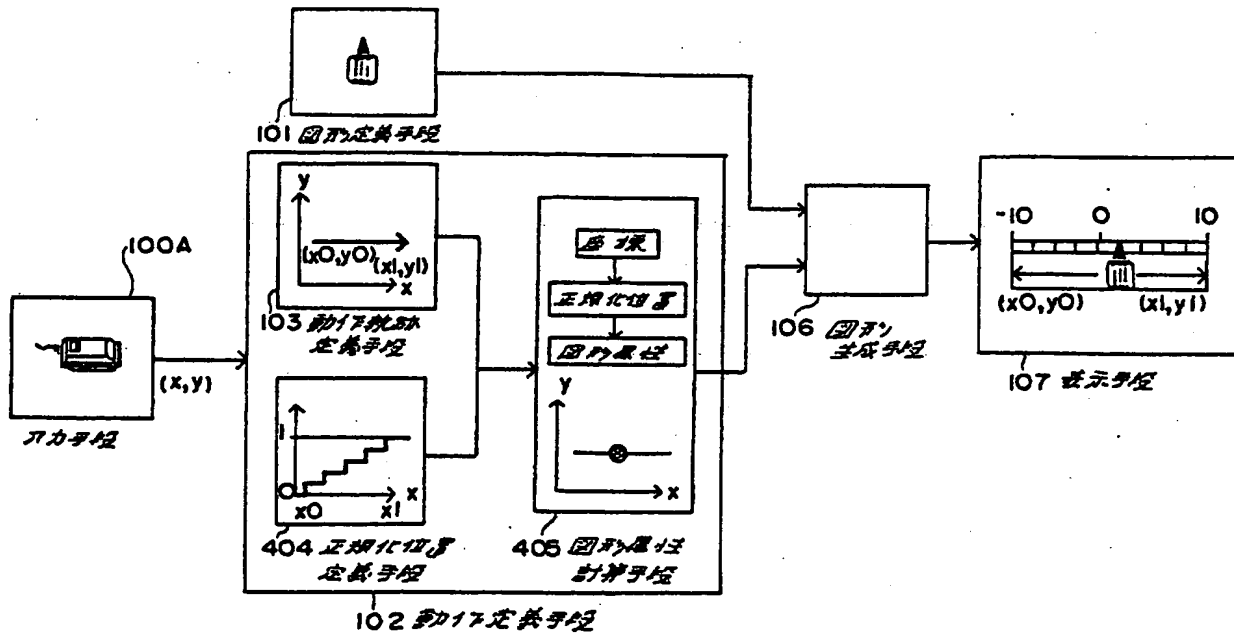 101 図形定義手段
100A
(x,y)
入力手段
y
(x0,y0)
(x1,y1)
x
103 動作軌跡
定義手段
1
0
x0
x1
x
404 正規化位置
定義手段
座標
正規化位置
図形属性
y
x
405 図形属性
計算手段
102 動作定義手段
106 図形
生成手段
-10
0
10
(x0,y0)
(x1,y1)
107 表示手段